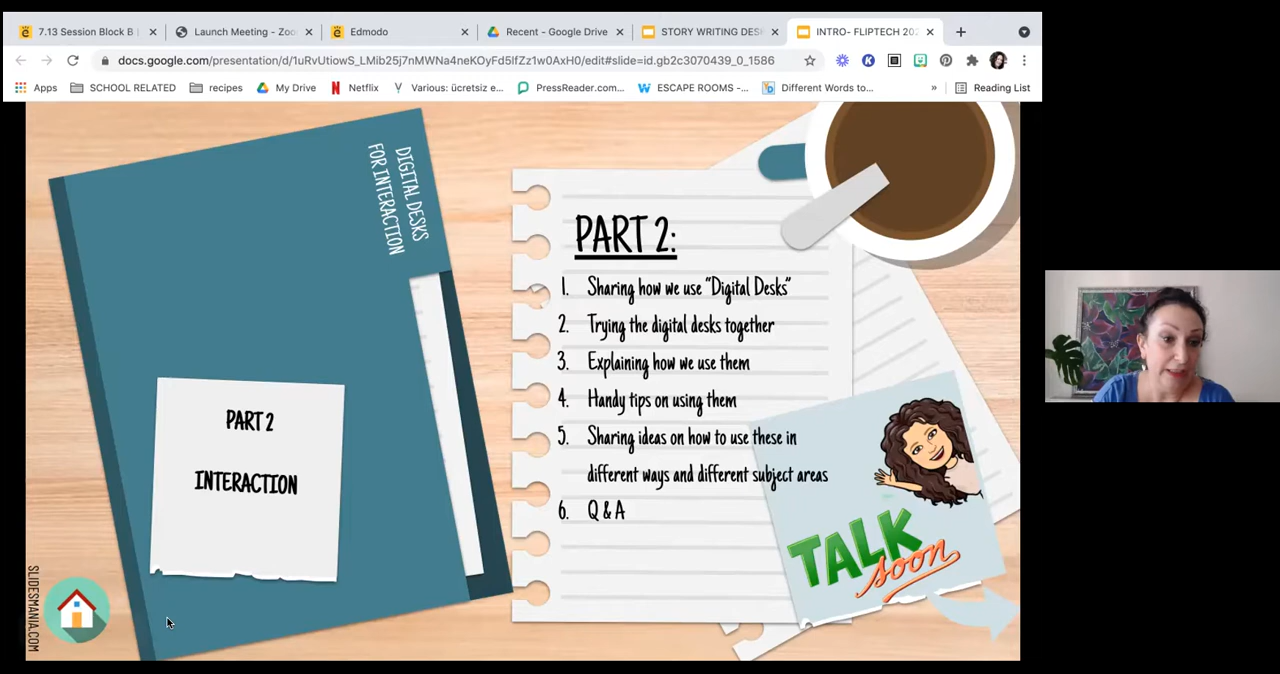 7.13 Session Block B
Launch Meeting - Zoo
Edmodo
Recent - Google Drive
STORY WRITING DES
INTRO- FLIPTECH 202
docs.google.com/presentation/d/1uRvUtiowS_LMib25j7nMWNa4neKOyFd5lfZz1w0AxH0/edit#slide=id.gb2c3070439_0_1586
Apps
SCHOOL RELATED
recipes
My Drive
Netflix
Various: ücretsiz e...
PressReader.com...
ESCAPE ROOMS -...
Different Words to...
»
Reading List
DIGITAL DESKS
FOR INTERACTION
PART 2
INTERACTION
SLIDESMANIA.COM
PART 2:
1. Sharing how we use "Digital Desks"
2. Trying the digital desks together
3. Explaining how we use them
4. Handy tips on using them
5. Sharing ideas on how to use these in
different ways and different subject areas
6. Q & A
TALK
soon